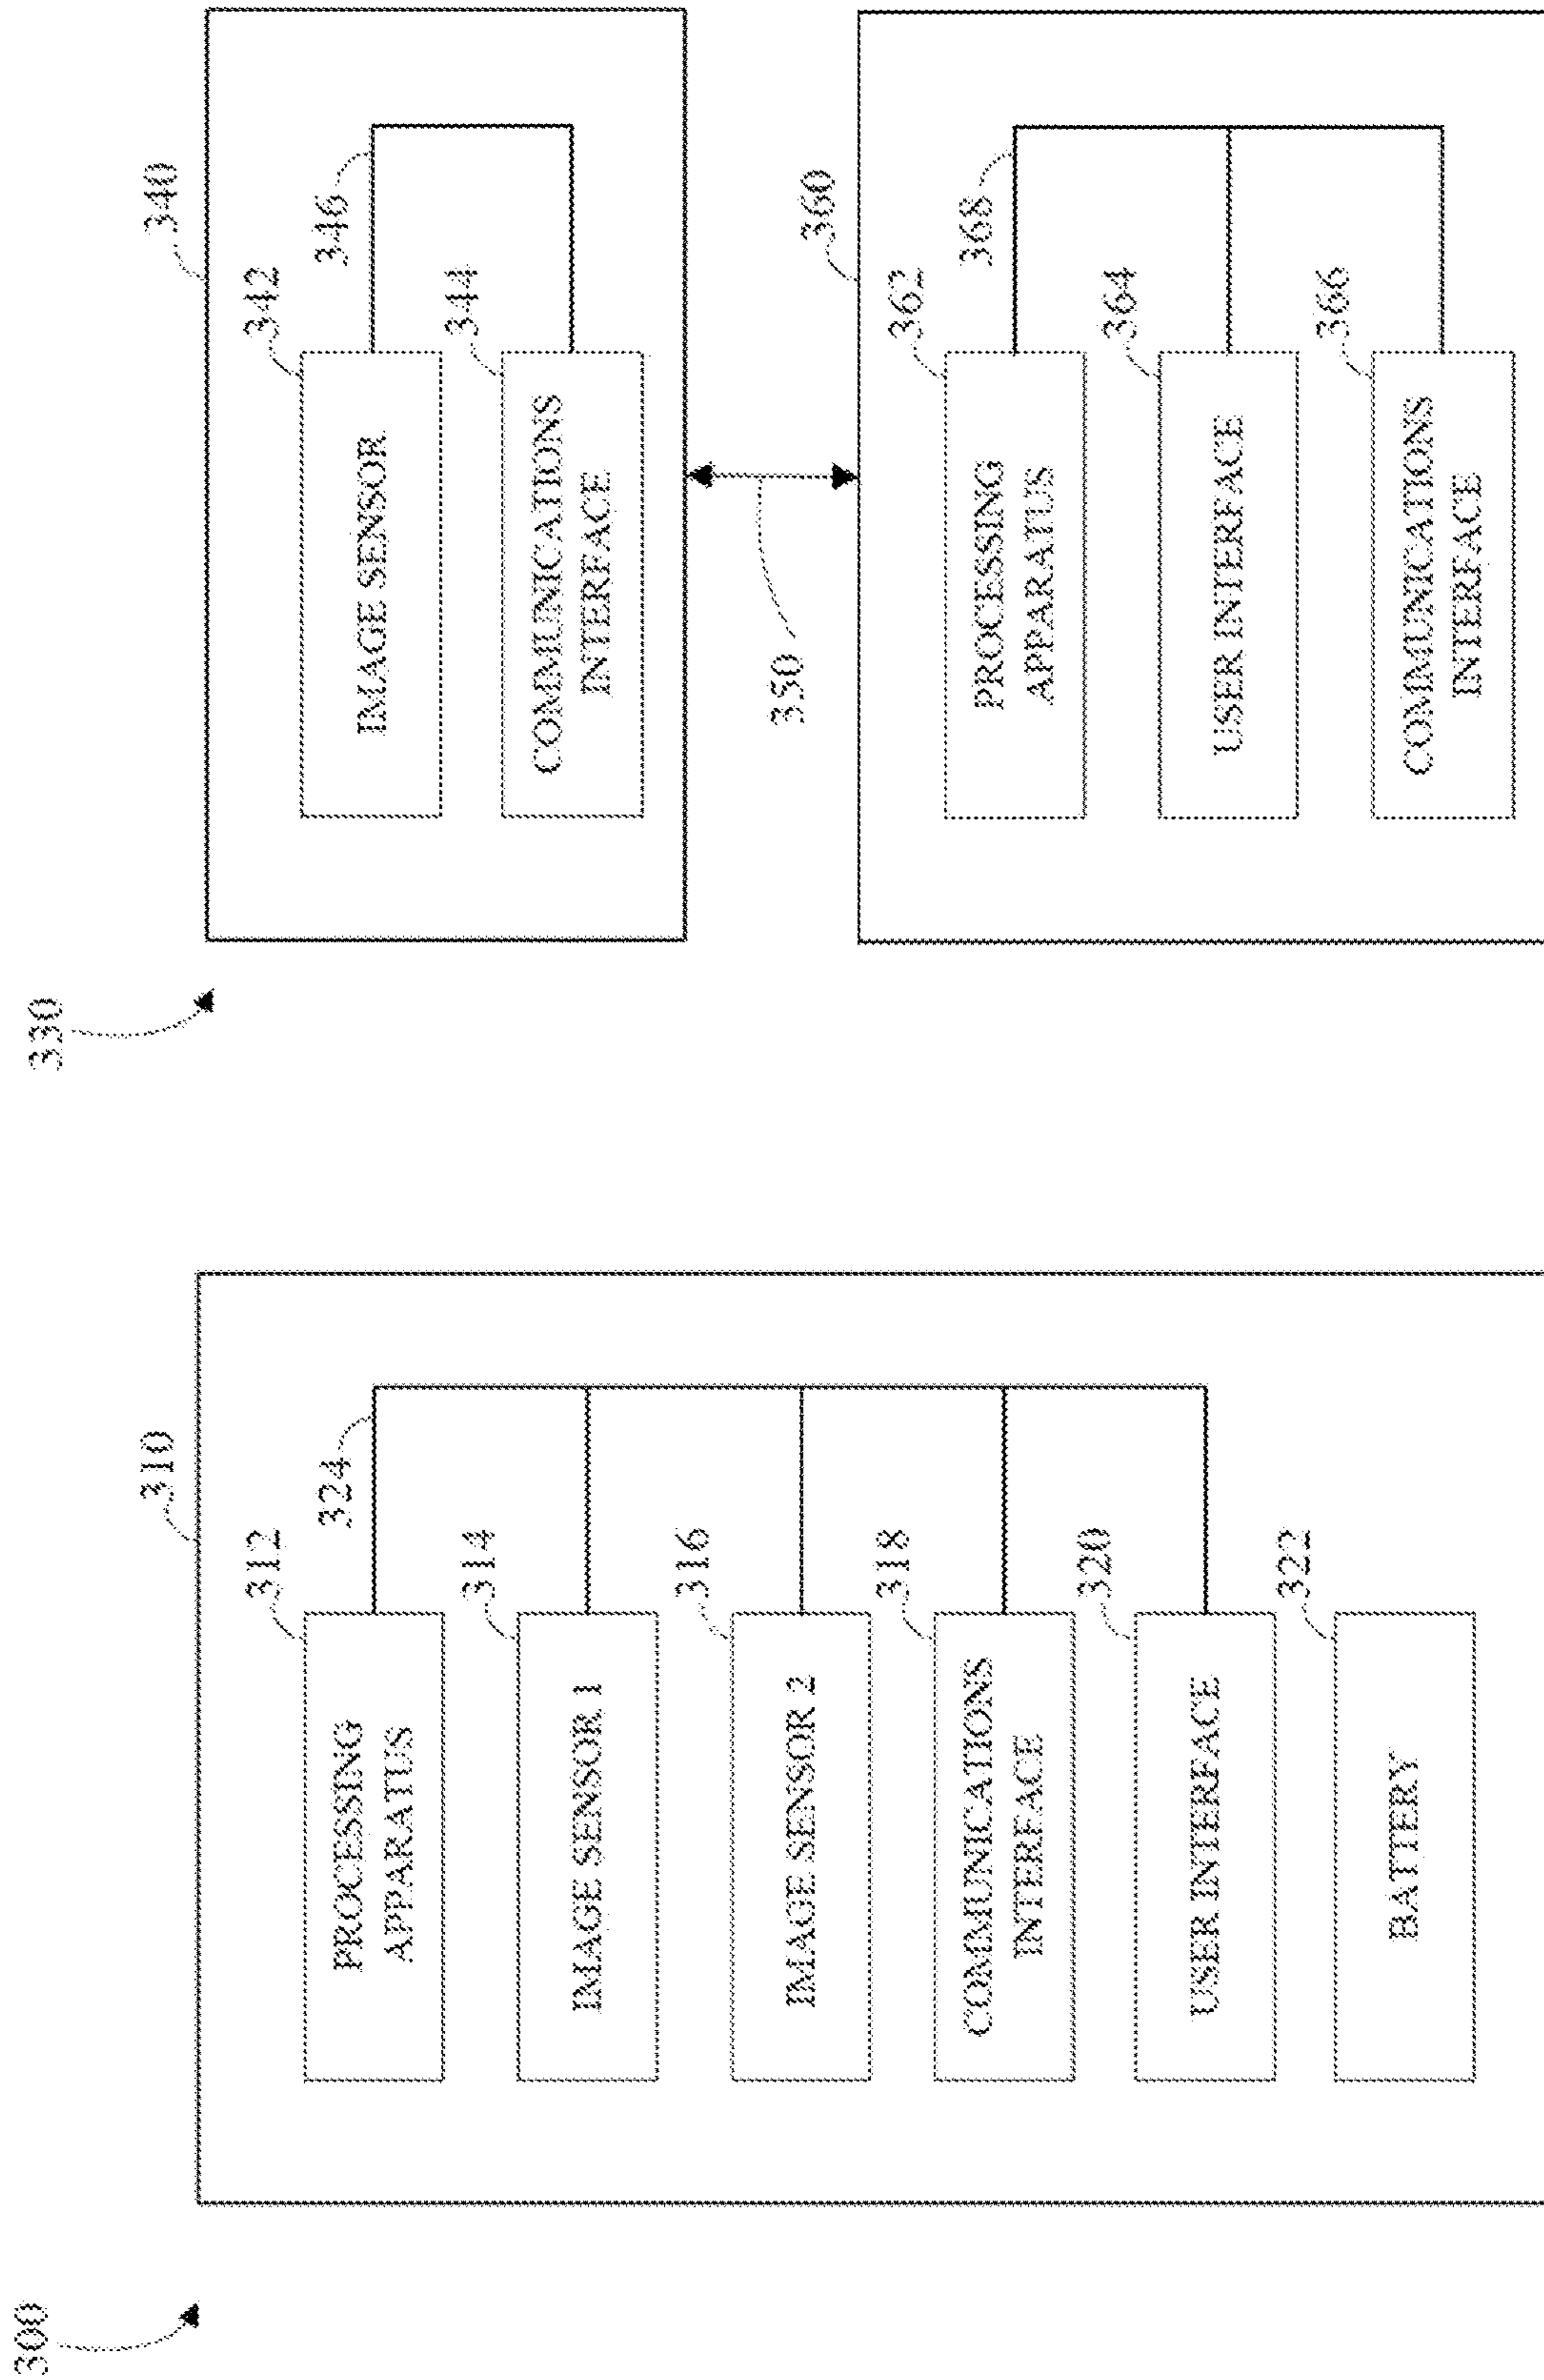 300
310
312
PROCESSING
APPARATUS
324
314
IMAGE SENSOR 1
316
IMAGE SENSOR 2
318
COMMUNICATIONS
INTERFACE
320
USER INTERFACE
322
BATTERY
330
340
342
IMAGE SENSOR
346
344
COMMUNICATIONS
INTERFACE
350
360
362
PROCESSING
APPARATUS
368
364
USER INTERFACE
366
COMMUNICATIONS
INTERFACE